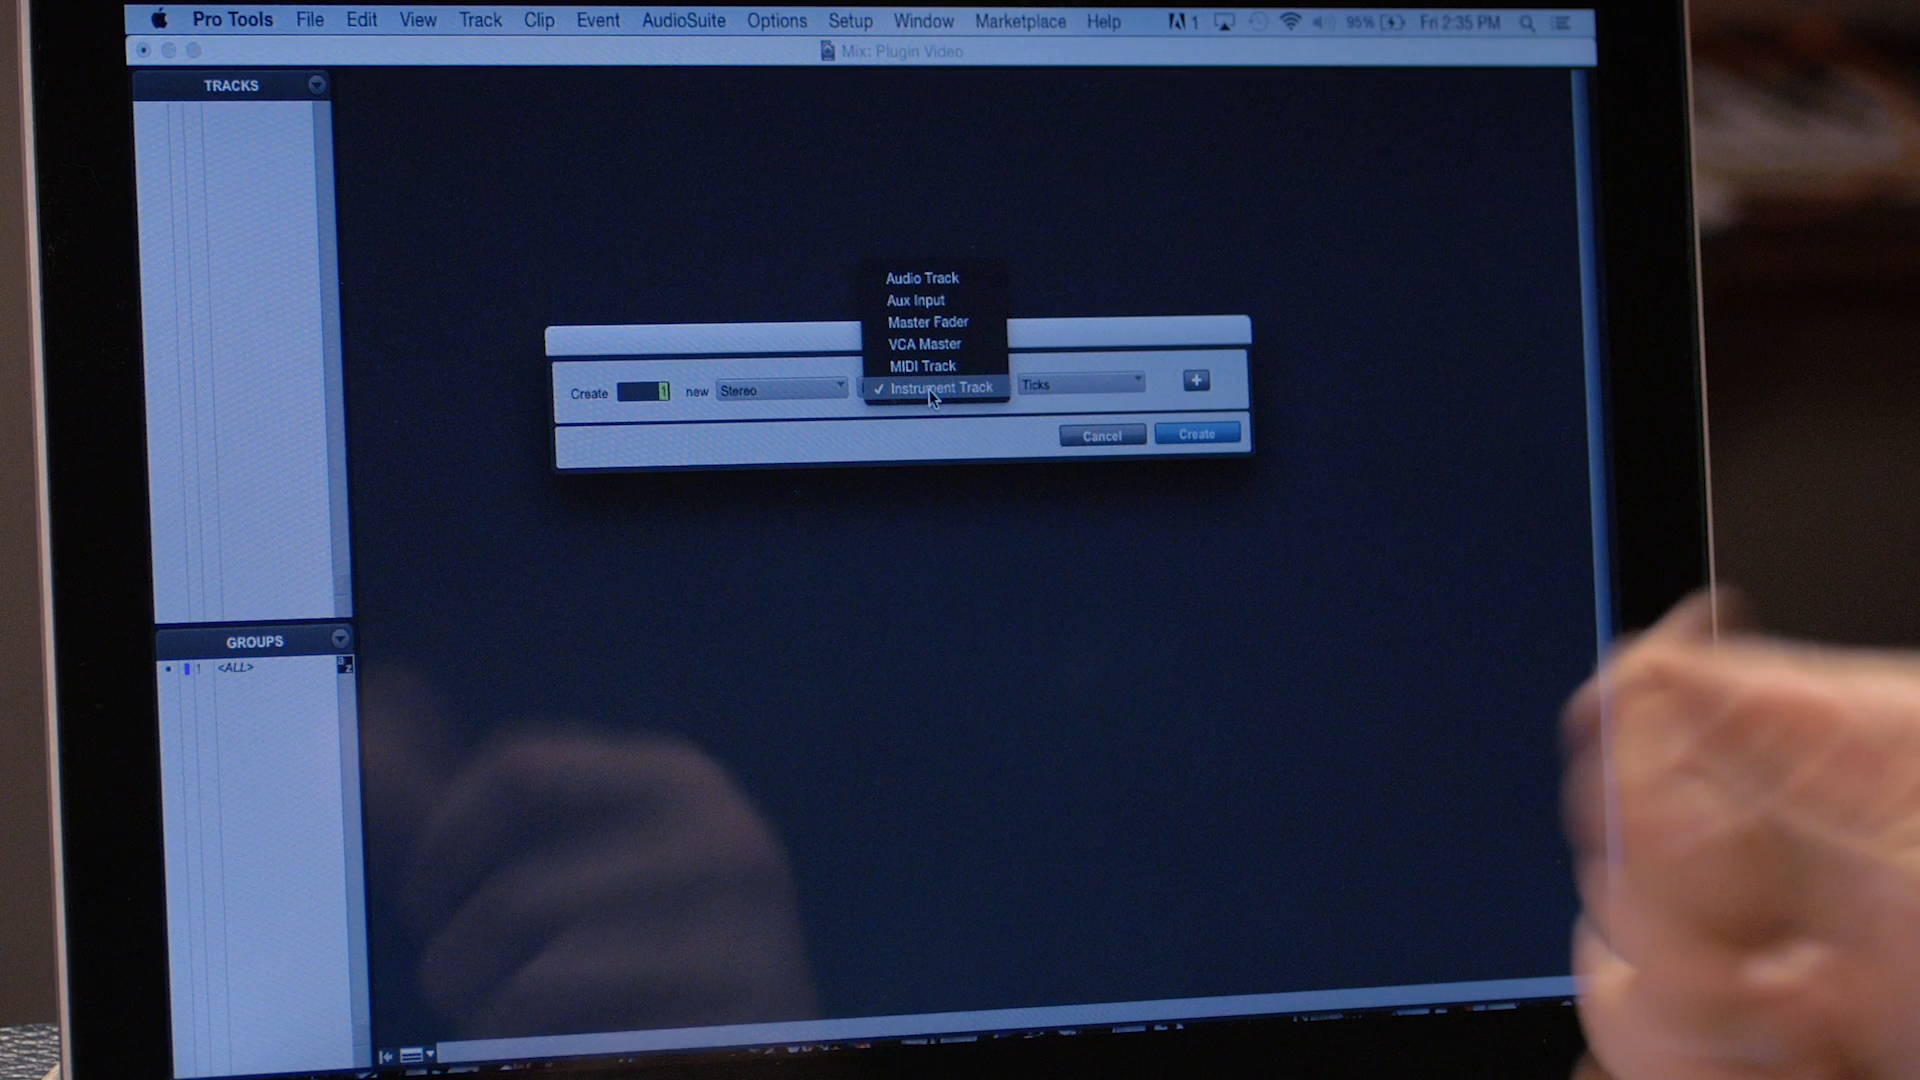 Pro Tools File Edit View Track Clip Event AudioSuite Options Setup Window Marketplace Help 1 95% Fri 2:35 PM
Mix: Plugin Video
TRACKS
Audio Track
Aux Input
Master Fader
VCA Master
MIDI Track
Create 1 new Stereo ✓ Instrument Track Ticks +
Cancel Create
GROUPS
1 <ALL>
a
z